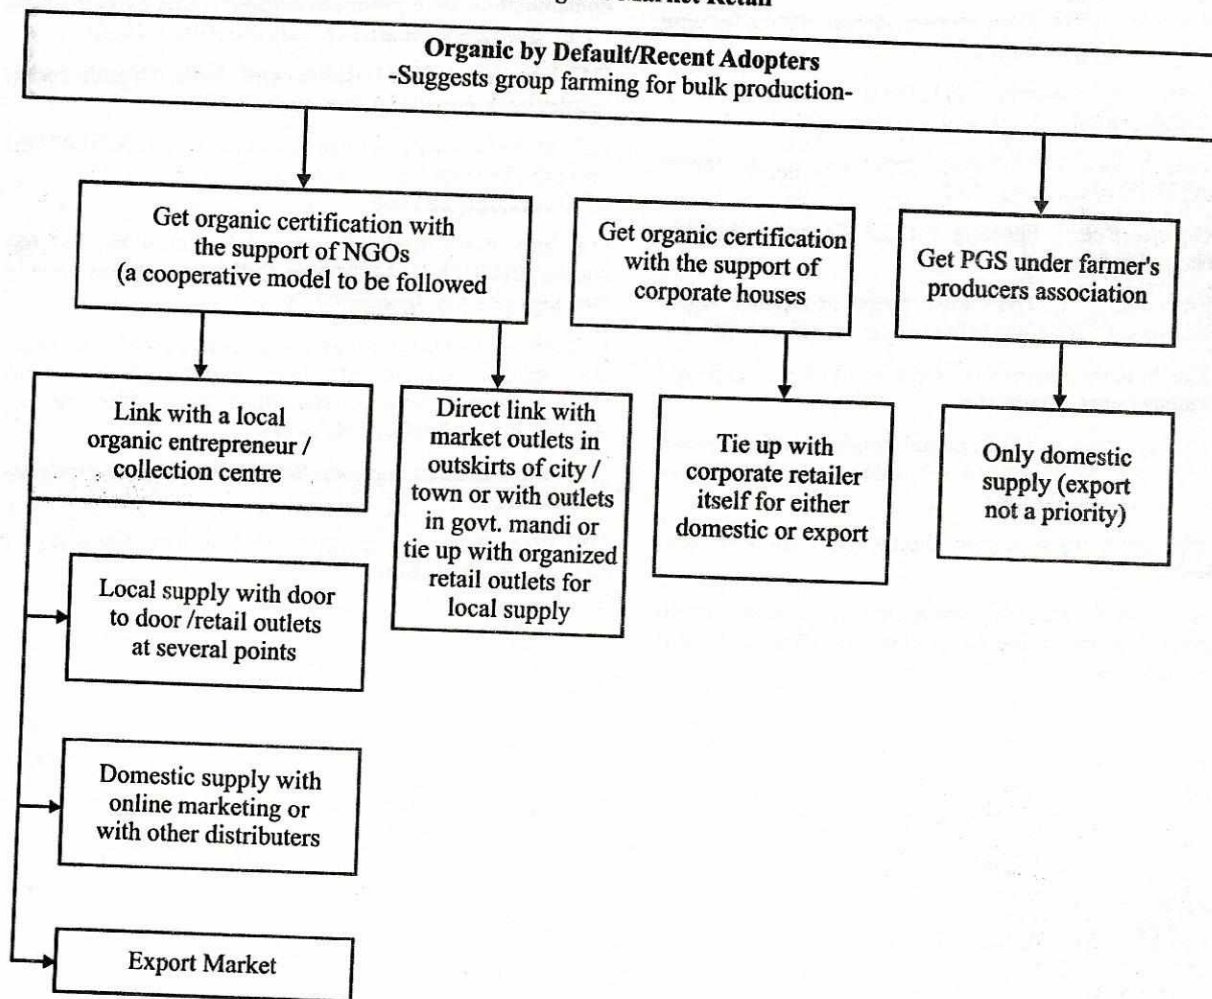 Market Retail
Organic by Default/Recent Adopters
-Suggests group farming for bulk production-
Get organic certification with
the support of NGOs
(a cooperative model to be followed
Get organic certification
with the support of
corporate houses
Get PGS under farmer's
producers association
Link with a local
organic entrepreneur /
collection centre
Direct link with
market outlets in
outskirts of city /
town or with outlets
in govt. mandi or
tie up with organized
retail outlets for
local supply
Tie up with
corporate retailer
itself for either
domestic or export
Only domestic
supply (export
not a priority)
Local supply with door
to door /retail outlets
at several points
Domestic supply with
online marketing or
with other distributers
Export Market